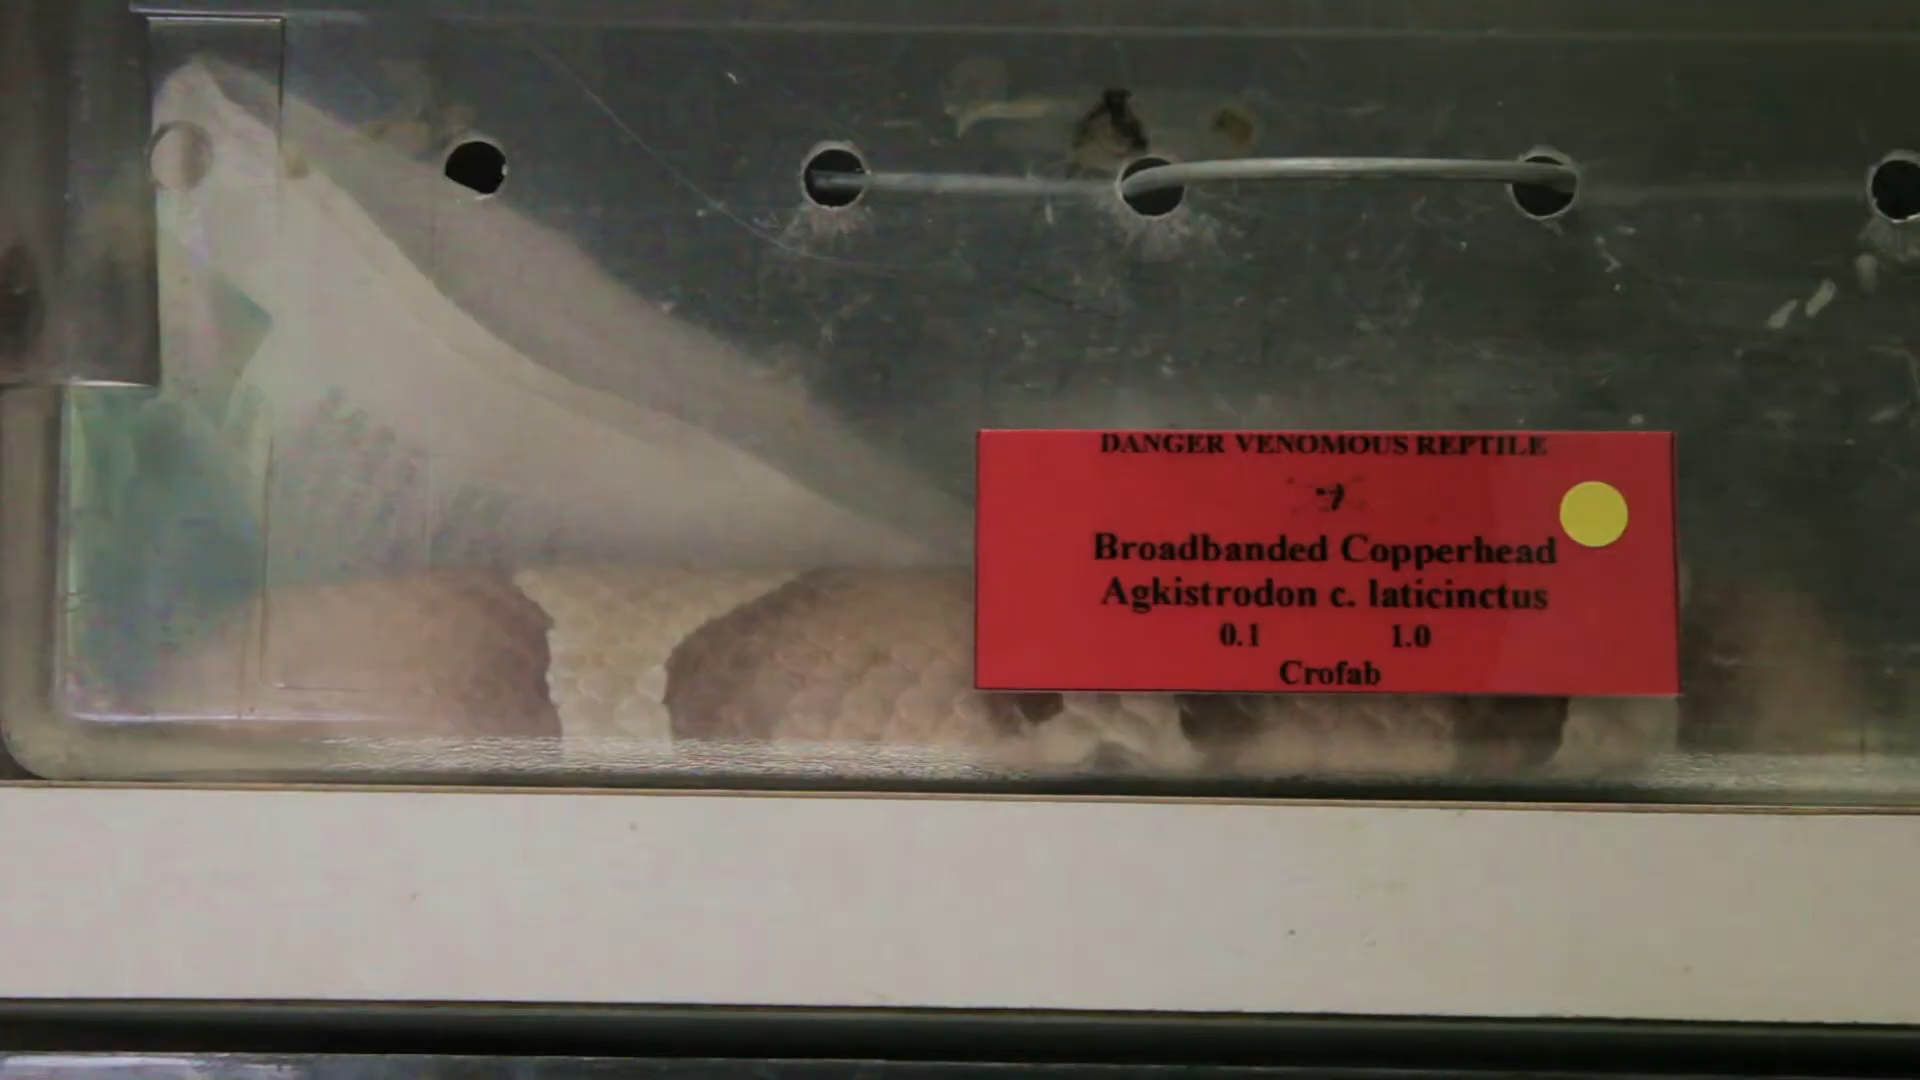 DANGER VENOMOUS REPTILE
Broadbanded Copperhead
Agkistrodon c. laticinctus
0.1 1.0
Crofab